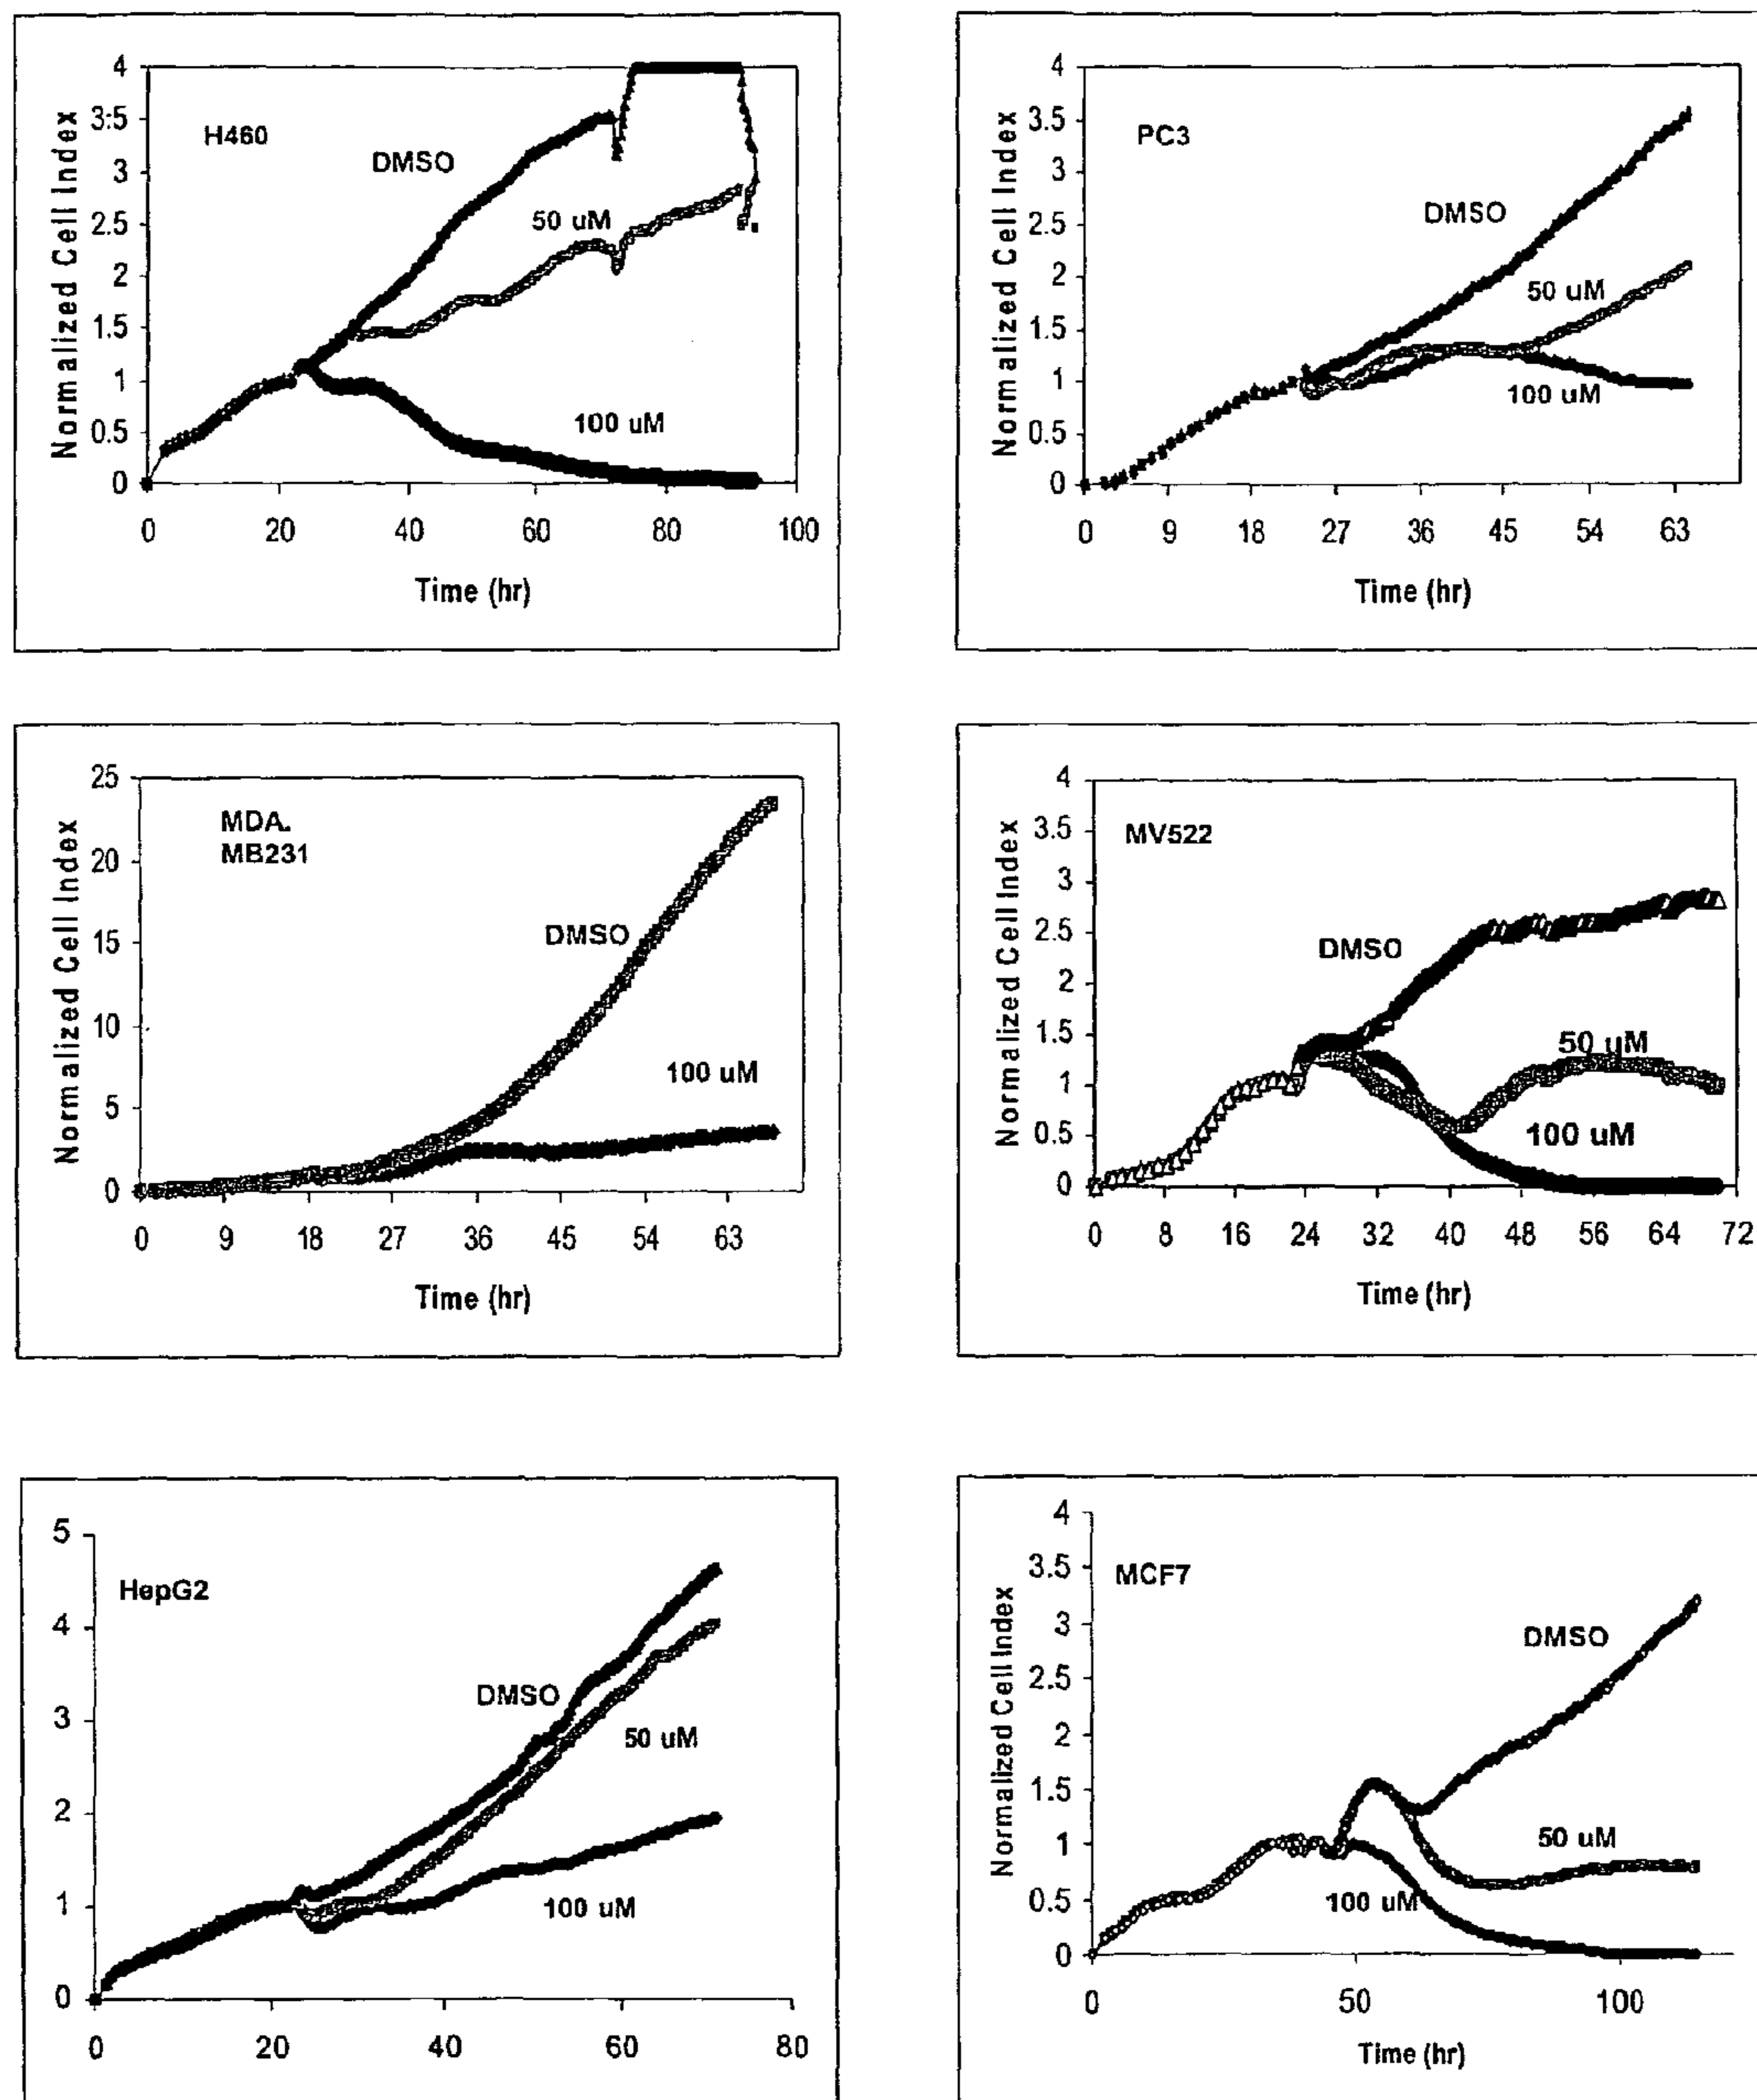 Normalized Cell Index
4
3.5
3
2.5
2
1.5
1
0.5
0
H460
DMSO
50 uM
100 uM
0 20 40 60 80 100
Time (hr)
Normalized Cell Index
4
3.5
3
2.5
2
1.5
1
0.5
0
PC3
DMSO
50 uM
100 uM
0 9 18 27 36 45 54 63
Time (hr)
Normalized Cell Index
25
20
15
10
5
0
MDA.
MB231
DMSO
100 uM
0 9 18 27 36 45 54 63
Time (hr)
Normalized Cell Index
4
3.5
3
2.5
2
1.5
1
0.5
0
MV522
DMSO
50 uM
100 uM
0 8 16 24 32 40 48 56 64 72
Time (hr)
5
4
3
2
1
0
HepG2
DMSO
50 uM
100 uM
0 20 40 60 80
Normalized Cell Index
4
3.5
3
2.5
2
1.5
1
0.5
0
MCF7
DMSO
50 uM
100 uM
0 50 100
Time (hr)